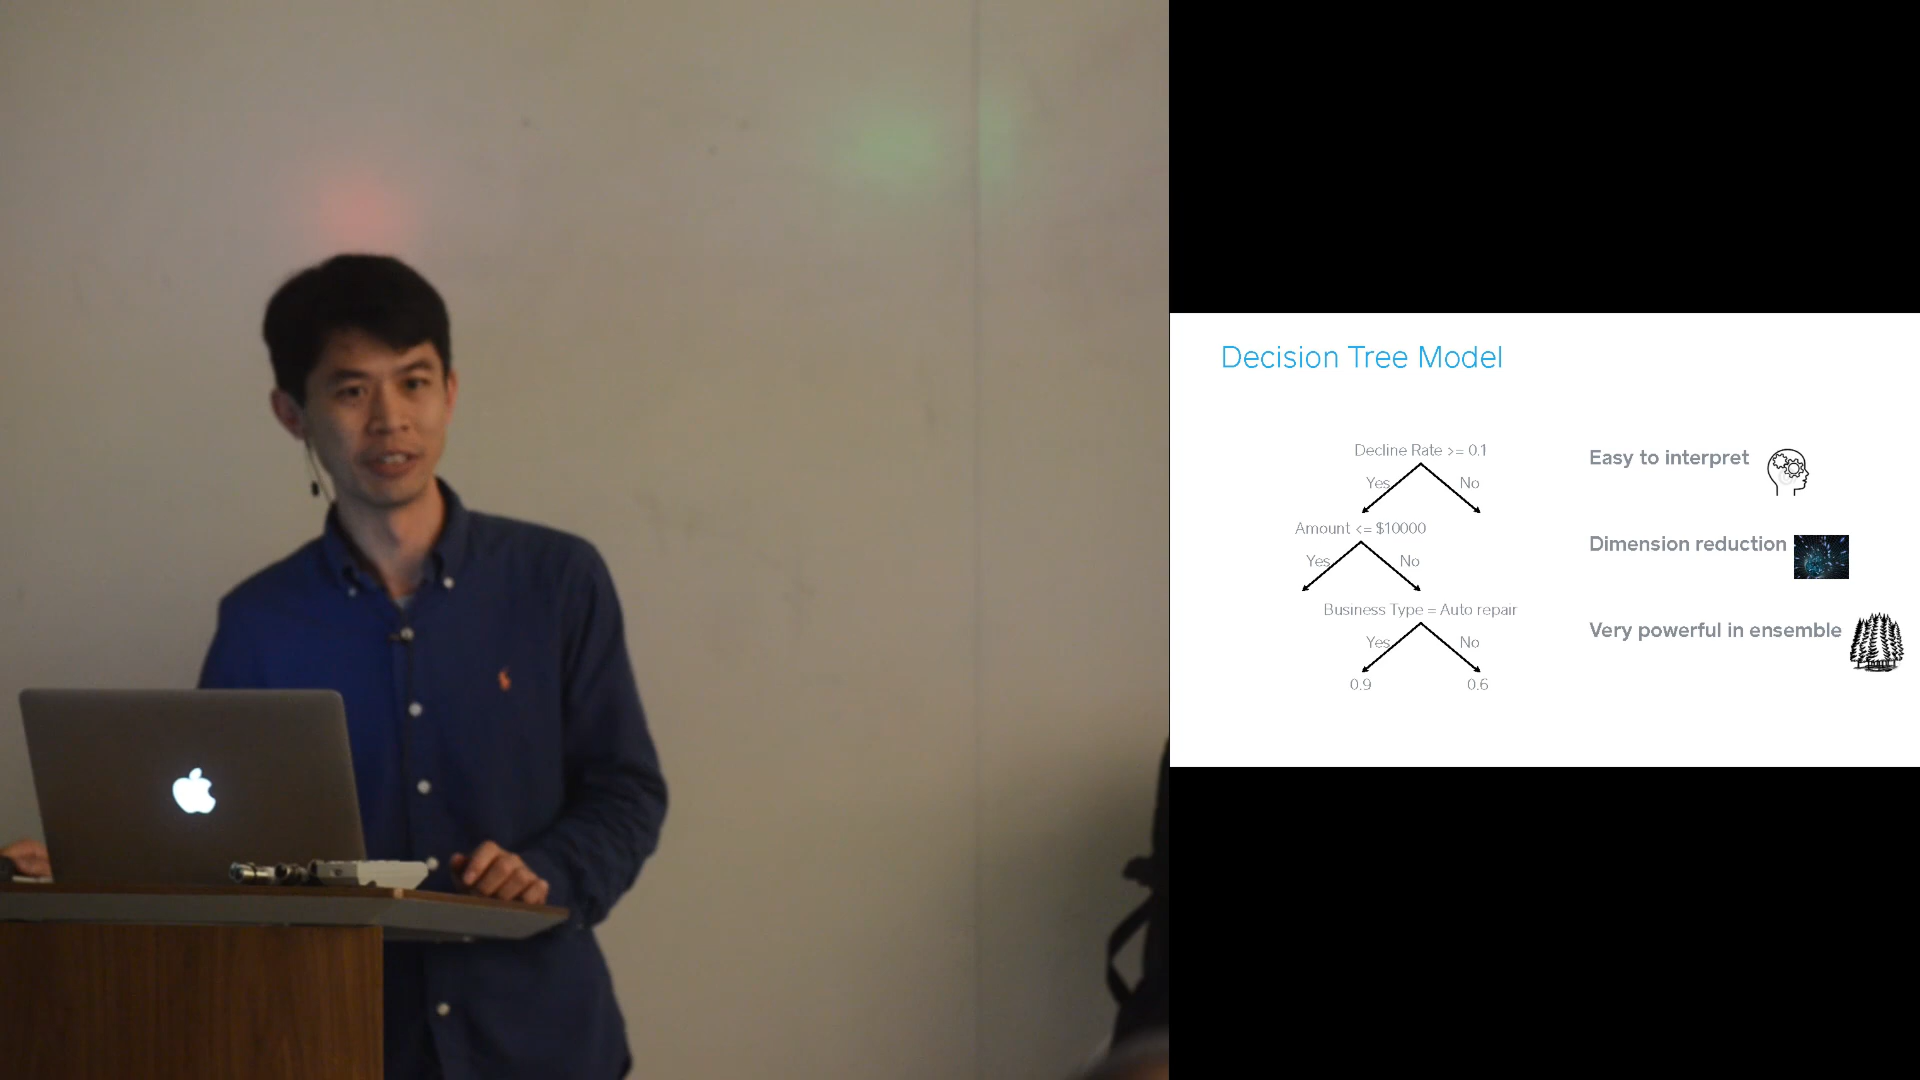 Decision Tree Model
Decline Rate >= 0.1
Yes
No
Amount <= $10000
Yes
No
Business Type = Auto repair
Yes
No
0.9
0.6
Easy to interpret
Dimension reduction
Very powerful in ensemble